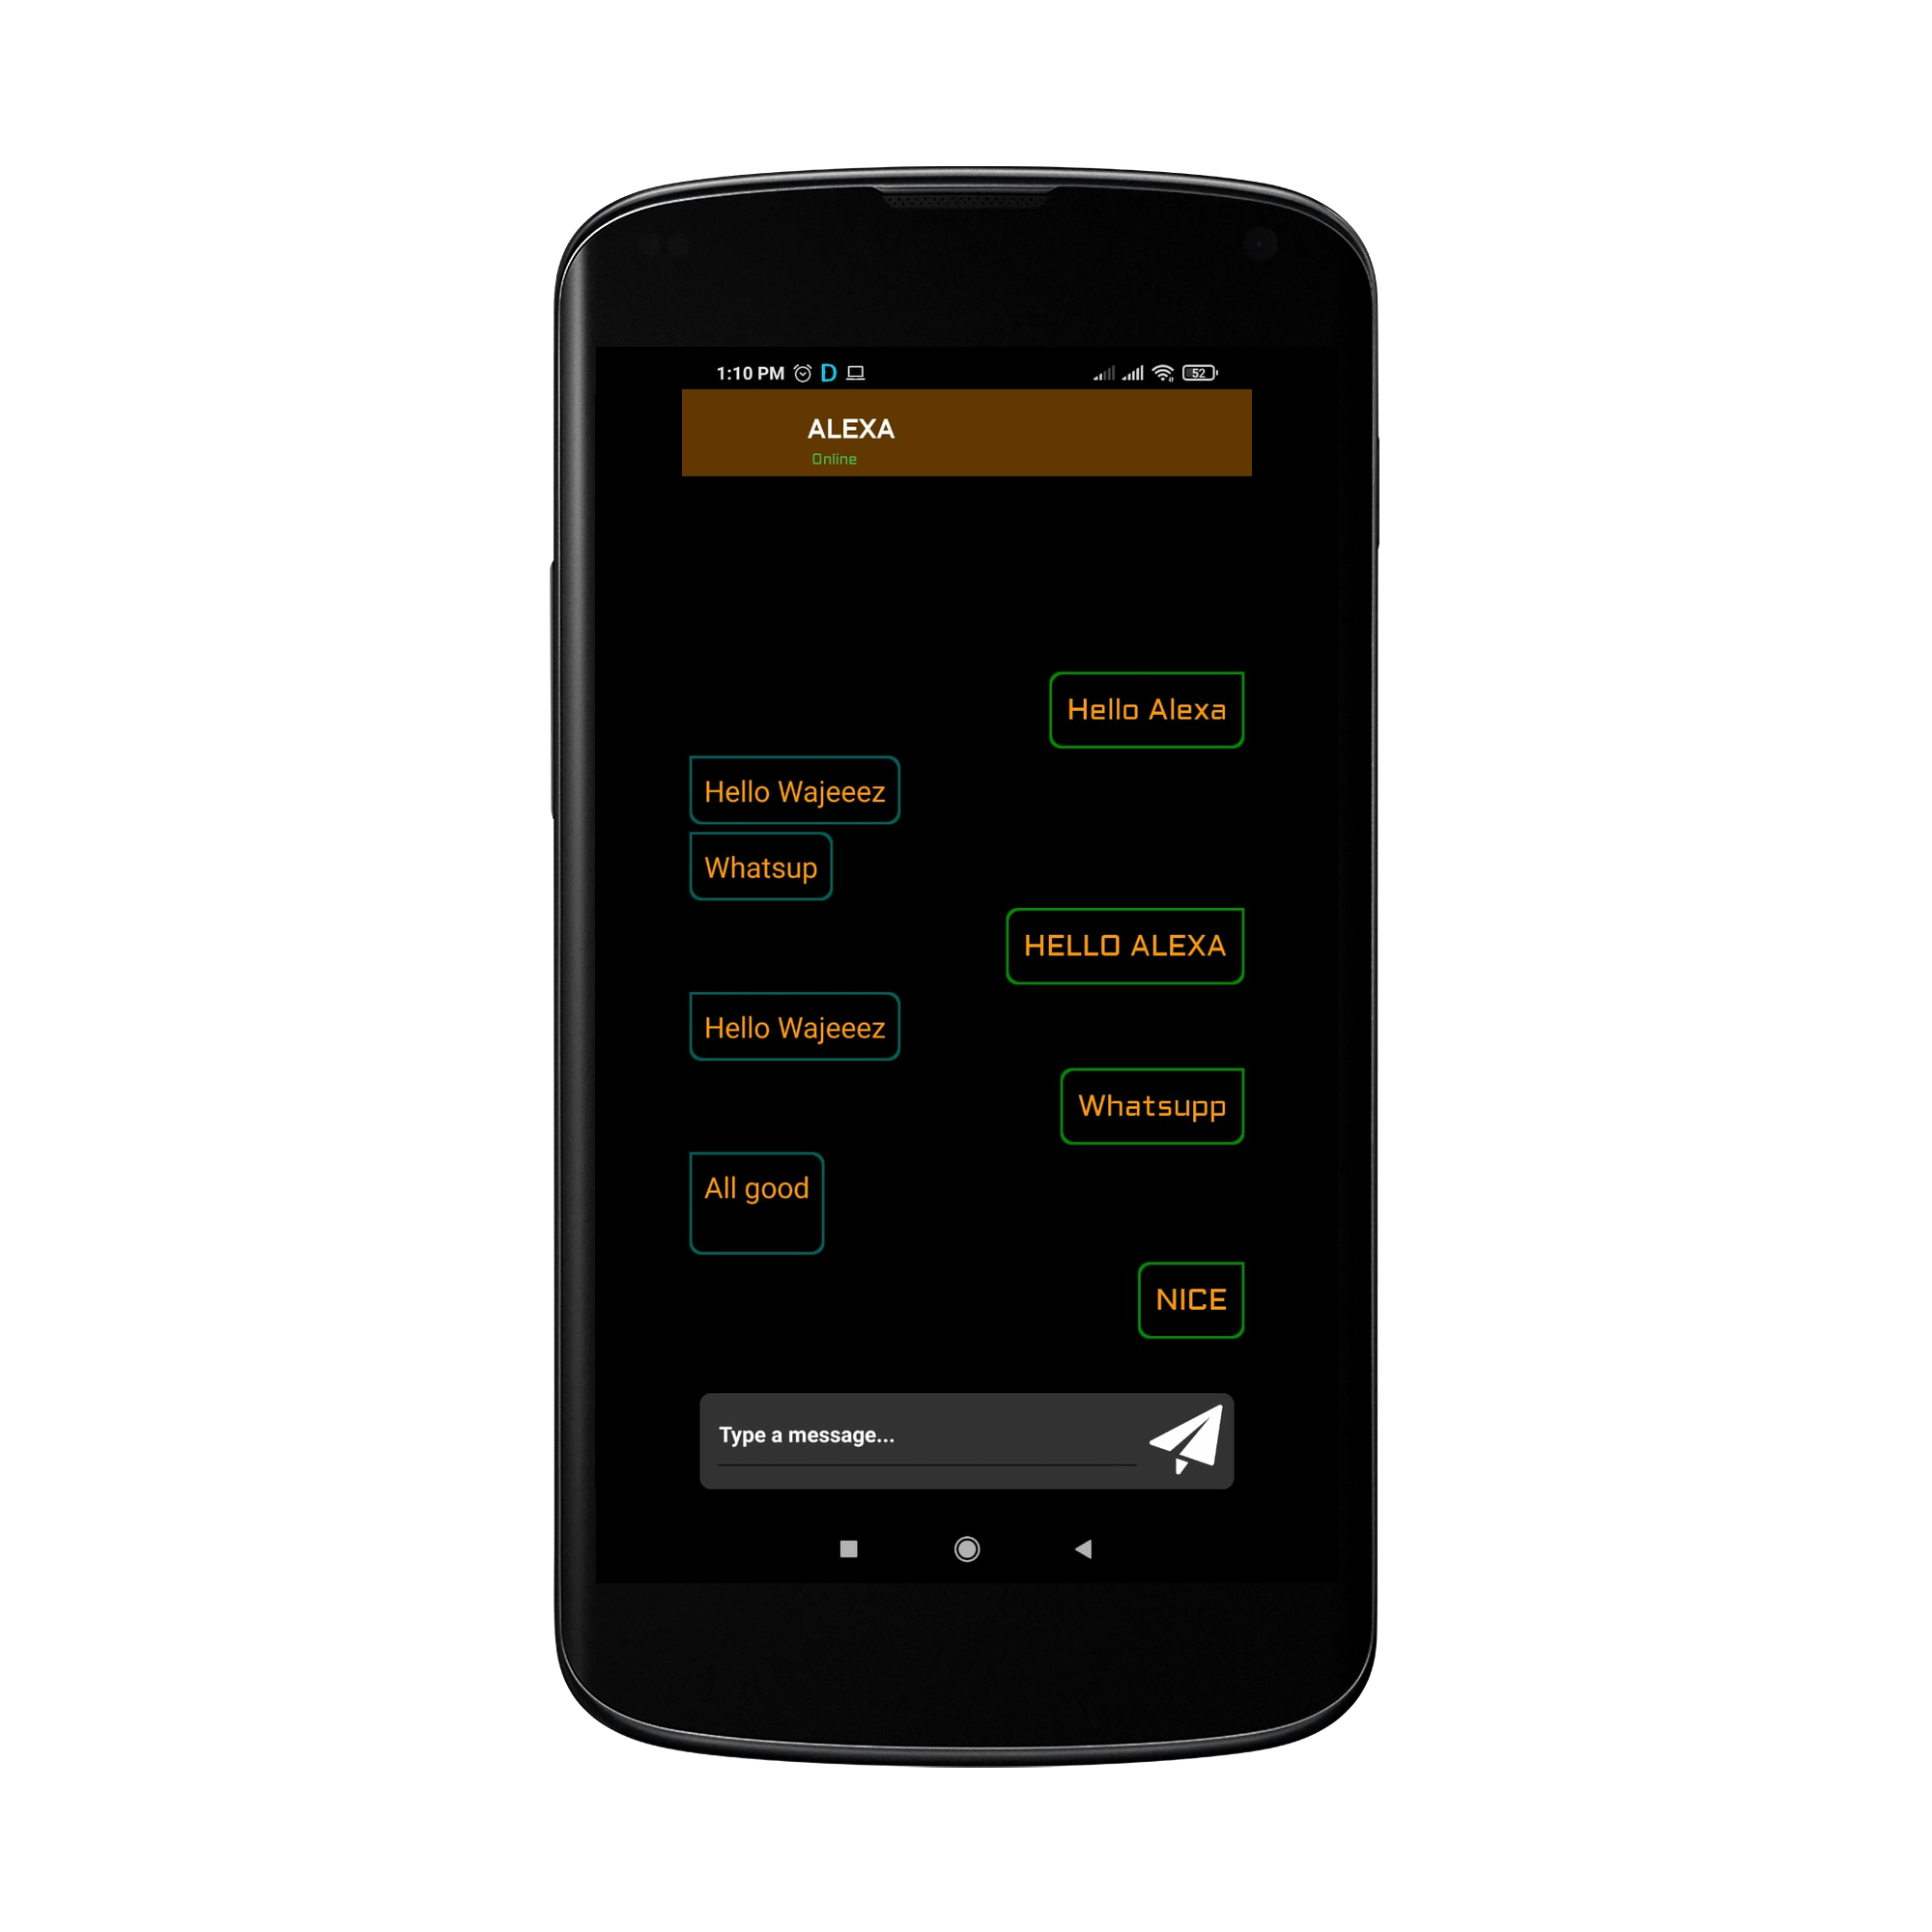 1:10 PM D 52
ALEXA
Online
Hello Alexa
Hello Wajeeez
Whatsup
HELLO ALEXA
Hello Wajeeez
Whatsupp
All good
NICE
Type a message...